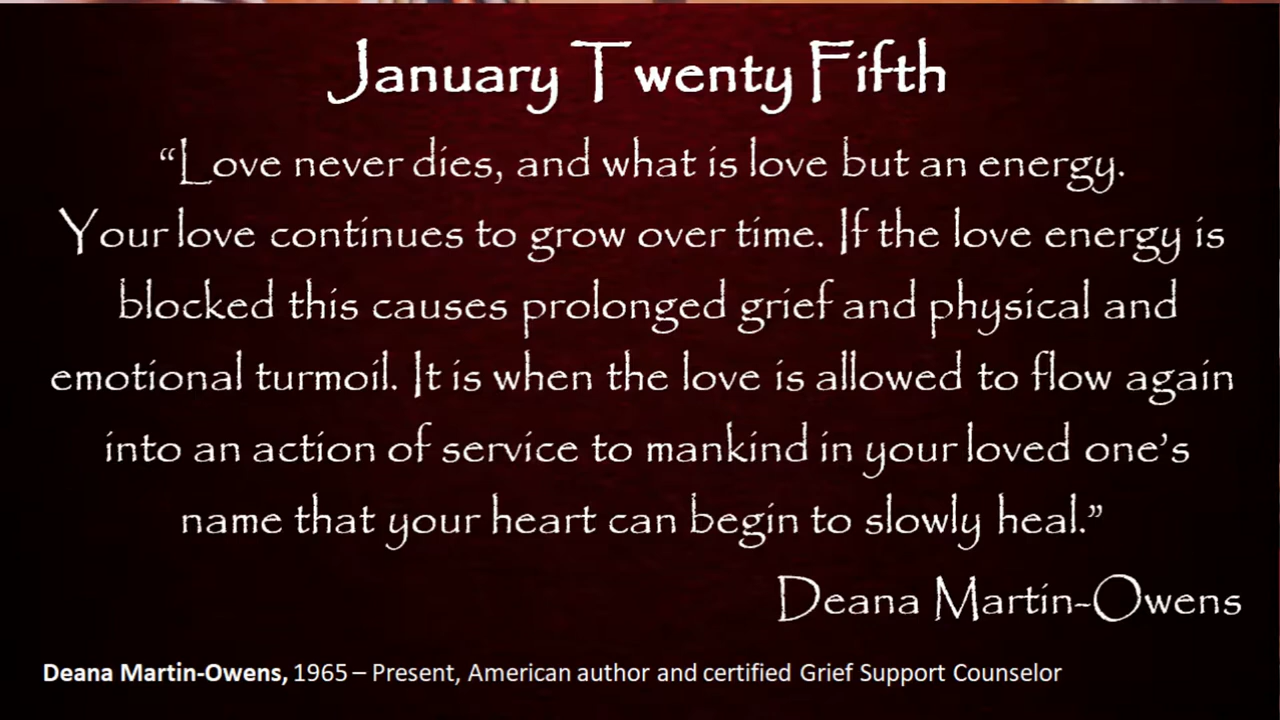 January Twenty Fifth
“Love never dies, and what is love but an energy.
Your love continues to grow over time. If the love energy is
blocked this causes prolonged grief and physical and
emotional turmoil. It is when the love is allowed to flow again
into an action of service to mankind in your loved one’s
name that your heart can begin to slowly heal.”
Deana Martin-Owens
Deana Martin-Owens, 1965 – Present, American author and certified Grief Support Counselor